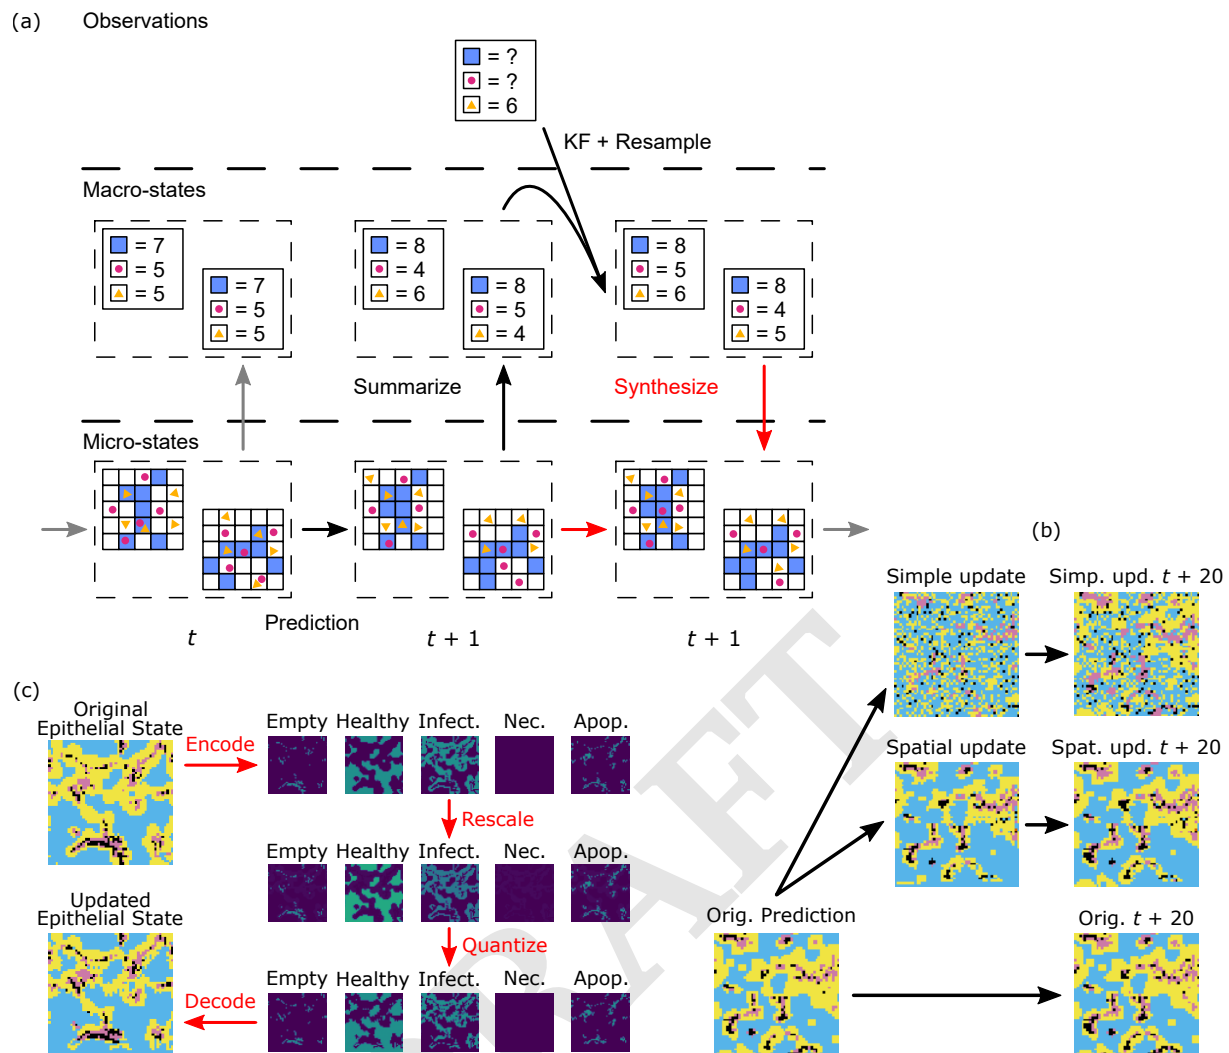 (a) Observations
= ?
= ?
= 6
KF + Resample
Macro-states
= 7
= 5
= 5
= 7
= 5
= 5
= 8
= 4
= 6
= 8
= 5
= 4
= 8
= 5
= 6
= 8
= 4
= 5
Summarize
Synthesize
Micro-states
Prediction
t
t + 1
t + 1
(b)
Simple update
Simp. upd. t + 20
Spatial update
Spat. upd. t + 20
Orig. Prediction
Orig. t + 20
(c)
Original
Epithelial State
Encode
Empty Healthy Infect. Nec. Apop.
Rescale
Empty Healthy Infect. Nec. Apop.
Quantize
Empty Healthy Infect. Nec. Apop.
Decode
Updated
Epithelial State
DRAFT